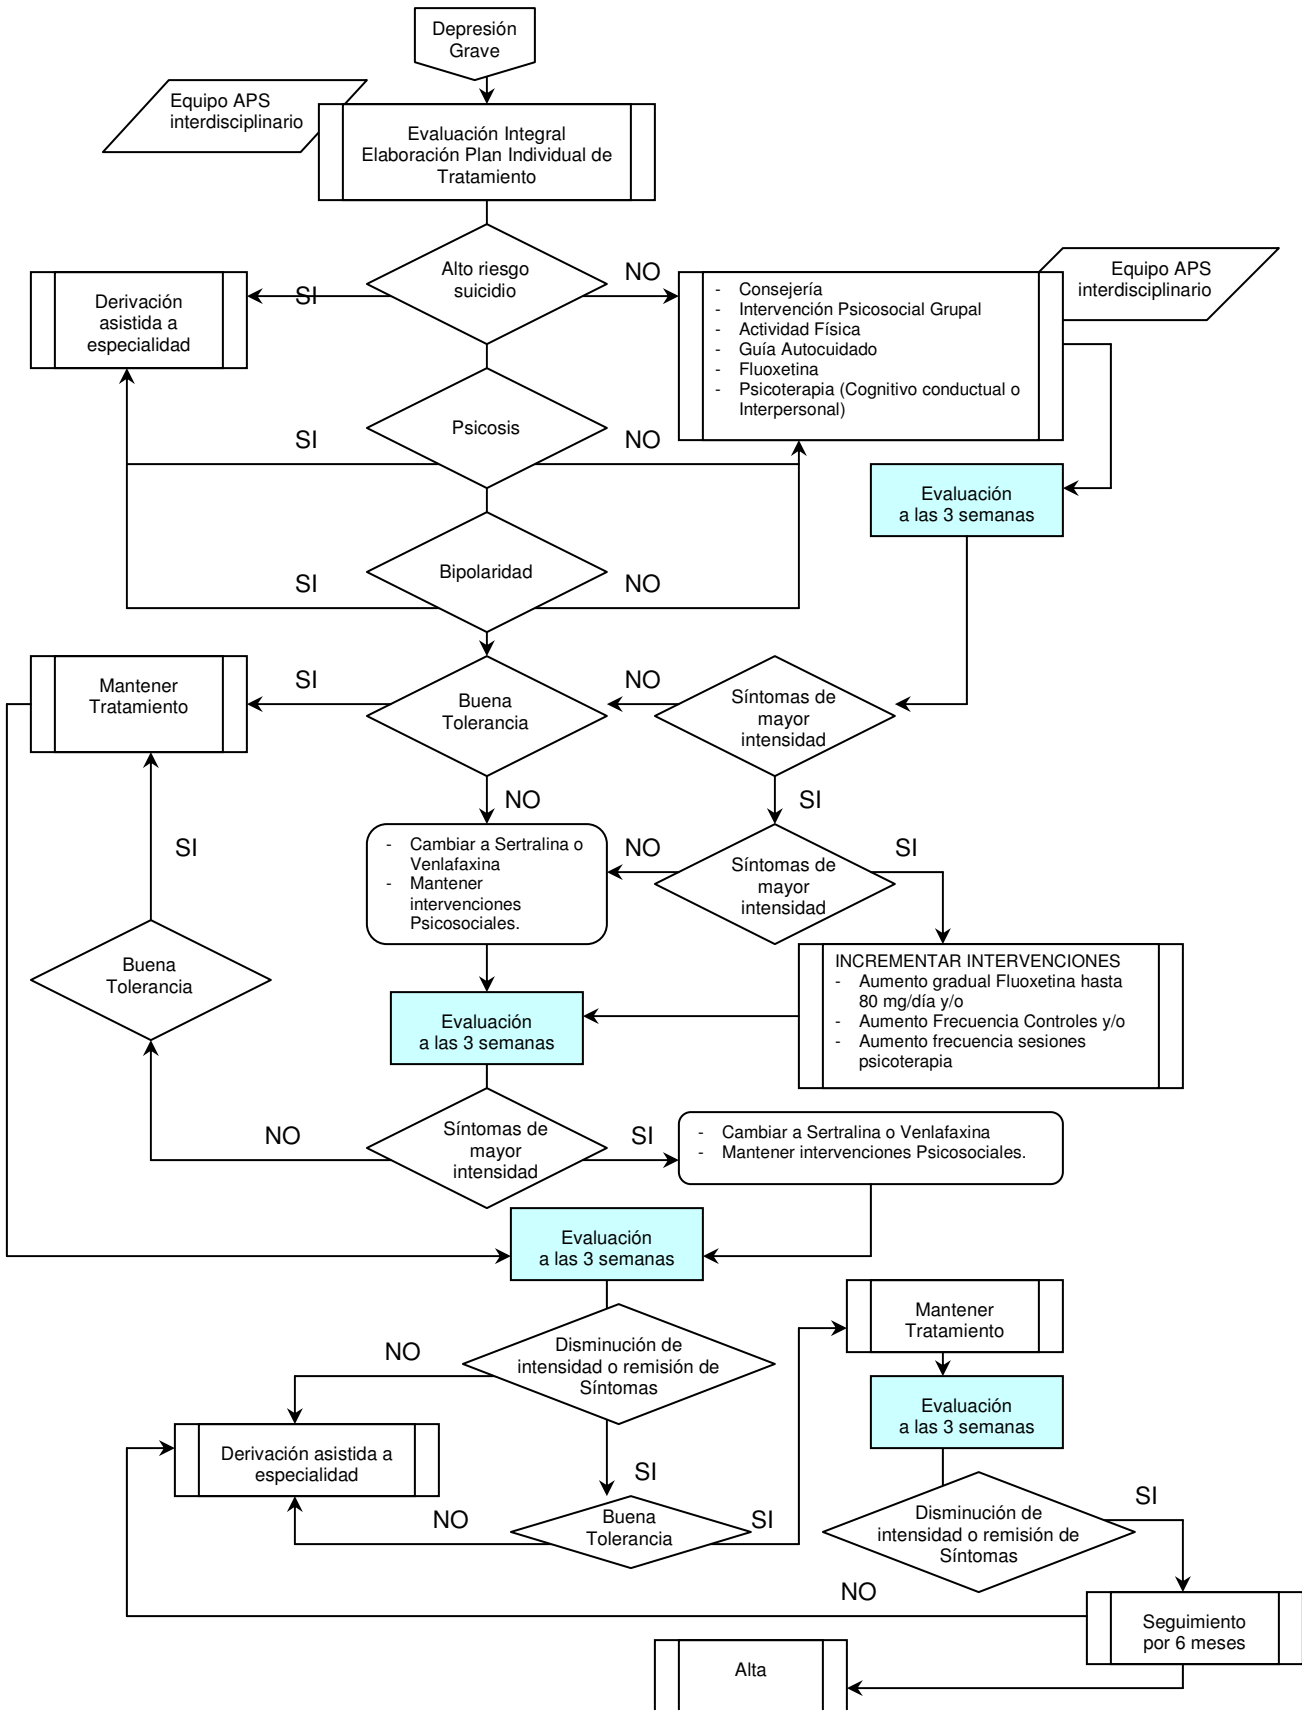 Depresión
Grave
Equipo APS
interdisciplinario
Evaluación Integral
Elaboración Plan Individual de
Tratamiento
Alto riesgo
suicidio
SI
NO
Derivación
asistida a
especialidad
- Consejería
- Intervención Psicosocial Grupal
- Actividad Física
- Guía Autocuidado
- Fluoxetina
- Psicoterapia (Cognitivo conductual o
Interpersonal)
Equipo APS
interdisciplinario
Psicosis
SI
NO
Evaluación
a las 3 semanas
Bipolaridad
SI
NO
Mantener
Tratamiento
SI
Buena
Tolerancia
NO
Síntomas de
mayor
intensidad
NO
SI
- Cambiar a Sertralina o
Venlafaxina
- Mantener
intervenciones
Psicosociales.
NO
Síntomas de
mayor
intensidad
SI
SI
Buena
Tolerancia
INCREMENTAR INTERVENCIONES
- Aumento gradual Fluoxetina hasta
80 mg/día y/o
- Aumento Frecuencia Controles y/o
- Aumento frecuencia sesiones
psicoterapia
Evaluación
a las 3 semanas
NO
Síntomas de
mayor
intensidad
SI
- Cambiar a Sertralina o Venlafaxina
- Mantener intervenciones Psicosociales.
Evaluación
a las 3 semanas
Disminución de
intensidad o remisión de
Síntomas
NO
SI
Mantener
Tratamiento
Evaluación
a las 3 semanas
Derivación asistida a
especialidad
NO
Buena
Tolerancia
SI
Disminución de
intensidad o remisión de
Síntomas
SI
NO
Seguimiento
por 6 meses
Alta